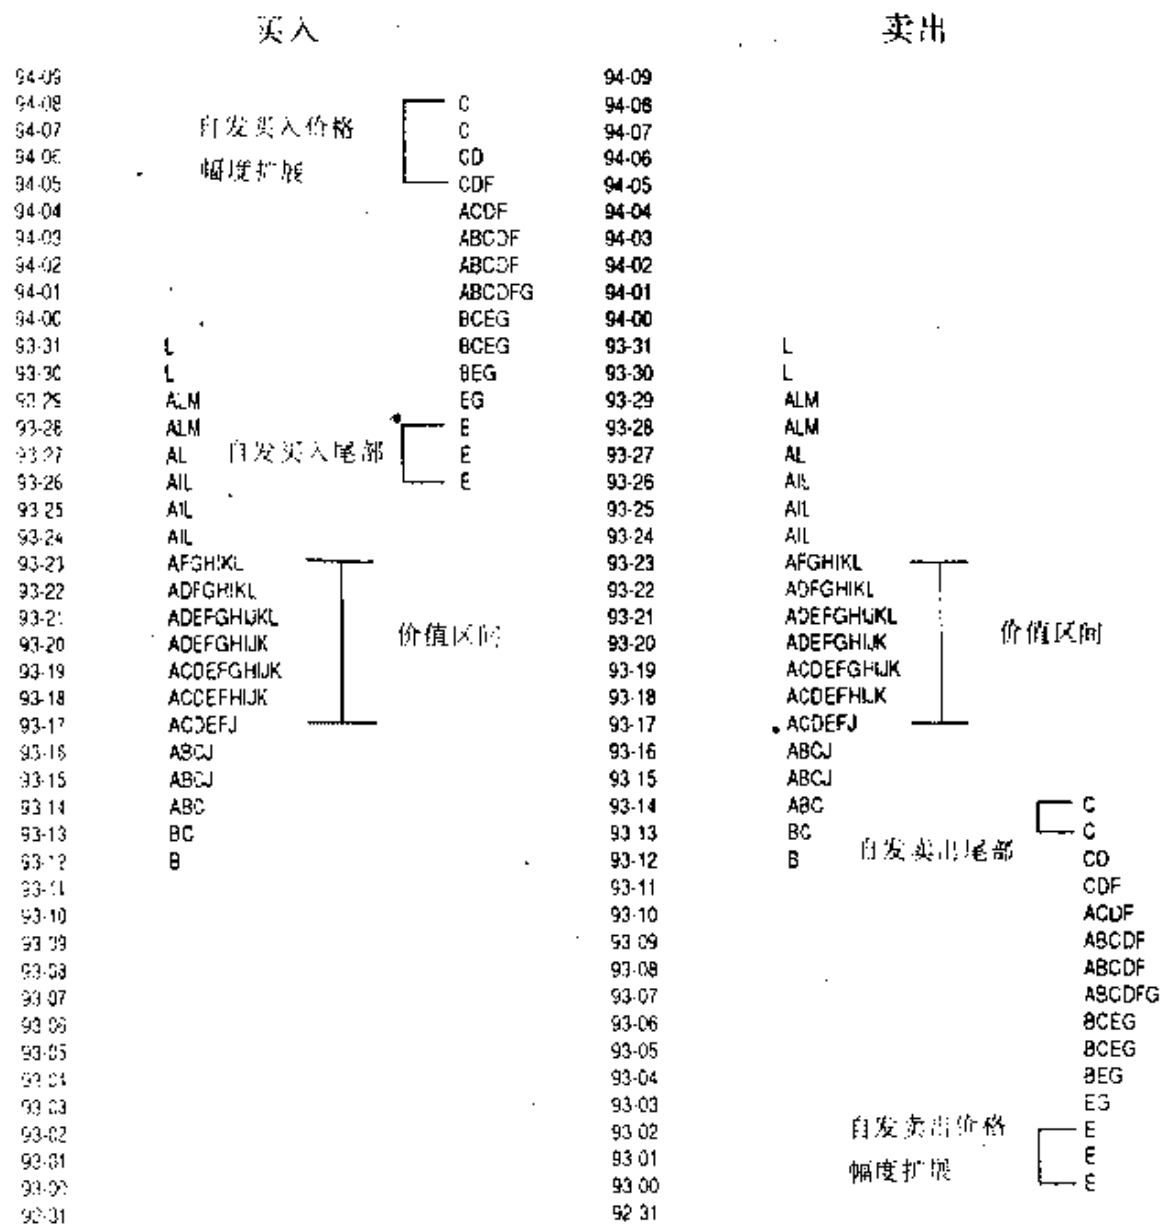 买入 卖出
94-09 94-09
94-08 C 94-08
94-07 自发买入价格 C 94-07
94-06 CD 94-06
幅度扩展
94-05 CDF 94-05
94-04 ACDF 94-04
94-03 ABCDF 94-03
94-02 ABCDF 94-02
94-01 ABCDFG 94-01
94-00 BCEG 94-00
93-31 L BCEG 93-31 L
93-30 L BEG 93-30 L
93-29 ALM EG 93-29 ALM
93-28 ALM E 93-28 ALM
93-27 AL 自发买入尾部 E 93-27 AL
93-26 AIL E 93-26 AIL
93-25 AIL 93-25 AIL
93-24 AIL 93-24 AIL
93-23 AFGHIKL 93-23 AFGHIKL
93-22 ADFGHIKL 93-22 ADFGHIKL
93-21 ADEFGHIJKL 93-21 ADEFGHIJKL
93-20 ADEFGHIJK 价值区间 93-20 ADEFGHIJK 价值区间
93-19 ACDEFGHIJK 93-19 ACDEFGHIJK
93-18 ACDEFHIJK 93-18 ACDEFHIJK
93-17 ACDEFJ 93-17 ACDEFJ
93-16 ABCJ 93-16 ABCJ
93-15 ABCJ 93-15 ABCJ
93-14 ABC 93-14 ABC C
93-13 BC 93-13 BC C
自发卖出尾部
93-12 B 93-12 B CD
93-11 93-11 CDF
93-10 93-10 ACDF
93-09 93-09 ABCDF
93-08 93-08 ABCDF
93-07 93-07 ABCDFG
93-06 93-06 BCEG
93-05 93-05 BCEG
93-04 93-04 BEG
93-03 93-03 EG
93-02 93-02 自发卖出价格 E
93-01 93-01 E
幅度扩展
93-00 93-00 E
92-31 92-31